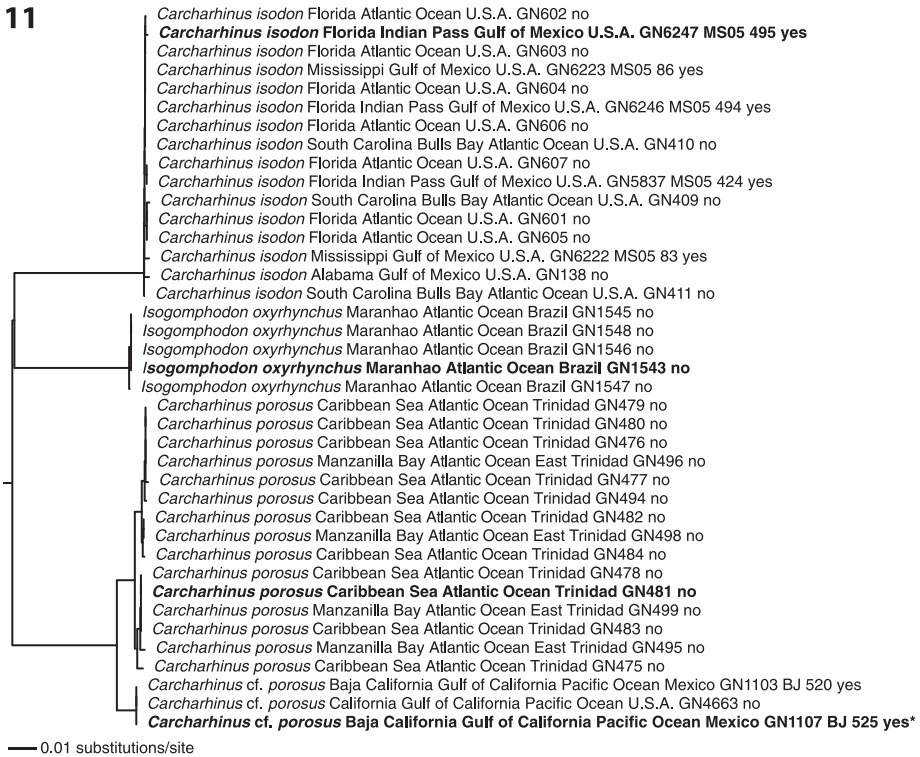 11
Carcharhinus isodon Florida Atlantic Ocean U.S.A. GN602 no
Carcharhinus isodon Florida Indian Pass Gulf of Mexico U.S.A. GN6247 MS05 495 yes
Carcharhinus isodon Florida Atlantic Ocean U.S.A. GN603 no
Carcharhinus isodon Mississippi Gulf of Mexico U.S.A. GN6223 MS05 86 yes
Carcharhinus isodon Florida Atlantic Ocean U.S.A. GN604 no
Carcharhinus isodon Florida Indian Pass Gulf of Mexico U.S.A. GN6246 MS05 494 yes
Carcharhinus isodon Florida Atlantic Ocean U.S.A. GN606 no
Carcharhinus isodon South Carolina Bulls Bay Atlantic Ocean U.S.A. GN410 no
Carcharhinus isodon Florida Atlantic Ocean U.S.A. GN607 no
Carcharhinus isodon Florida Indian Pass Gulf of Mexico U.S.A. GN5837 MS05 424 yes
Carcharhinus isodon South Carolina Bulls Bay Atlantic Ocean U.S.A. GN409 no
Carcharhinus isodon Florida Atlantic Ocean U.S.A. GN601 no
Carcharhinus isodon Florida Atlantic Ocean U.S.A. GN605 no
Carcharhinus isodon Mississippi Gulf of Mexico U.S.A. GN6222 MS05 83 yes
Carcharhinus isodon Alabama Gulf of Mexico U.S.A. GN138 no
Carcharhinus isodon South Carolina Bulls Bay Atlantic Ocean U.S.A. GN411 no
Isogomphodon oxyrhynchus Maranhao Atlantic Ocean Brazil GN1545 no
Isogomphodon oxyrhynchus Maranhao Atlantic Ocean Brazil GN1548 no
Isogomphodon oxyrhynchus Maranhao Atlantic Ocean Brazil GN1546 no
Isogomphodon oxyrhynchus Maranhao Atlantic Ocean Brazil GN1543 no
Isogomphodon oxyrhynchus Maranhao Atlantic Ocean Brazil GN1547 no
Carcharhinus porosus Caribbean Sea Atlantic Ocean Trinidad GN479 no
Carcharhinus porosus Caribbean Sea Atlantic Ocean Trinidad GN480 no
Carcharhinus porosus Caribbean Sea Atlantic Ocean Trinidad GN476 no
Carcharhinus porosus Manzanilla Bay Atlantic Ocean East Trinidad GN496 no
Carcharhinus porosus Caribbean Sea Atlantic Ocean Trinidad GN477 no
Carcharhinus porosus Caribbean Sea Atlantic Ocean Trinidad GN494 no
Carcharhinus porosus Caribbean Sea Atlantic Ocean Trinidad GN482 no
Carcharhinus porosus Manzanilla Bay Atlantic Ocean East Trinidad GN498 no
Carcharhinus porosus Caribbean Sea Atlantic Ocean Trinidad GN484 no
Carcharhinus porosus Caribbean Sea Atlantic Ocean Trinidad GN478 no
Carcharhinus porosus Caribbean Sea Atlantic Ocean Trinidad GN481 no
Carcharhinus porosus Manzanilla Bay Atlantic Ocean East Trinidad GN499 no
Carcharhinus porosus Caribbean Sea Atlantic Ocean Trinidad GN483 no
Carcharhinus porosus Manzanilla Bay Atlantic Ocean East Trinidad GN495 no
Carcharhinus porosus Caribbean Sea Atlantic Ocean Trinidad GN475 no
Carcharhinus cf. porosus Baja California Gulf of California Pacific Ocean Mexico GN1103 BJ 520 yes
Carcharhinus cf. porosus California Gulf of California Pacific Ocean U.S.A. GN4663 no
Carcharhinus cf. porosus Baja California Gulf of California Pacific Ocean Mexico GN1107 BJ 525 yes*
0.01 substitutions/site